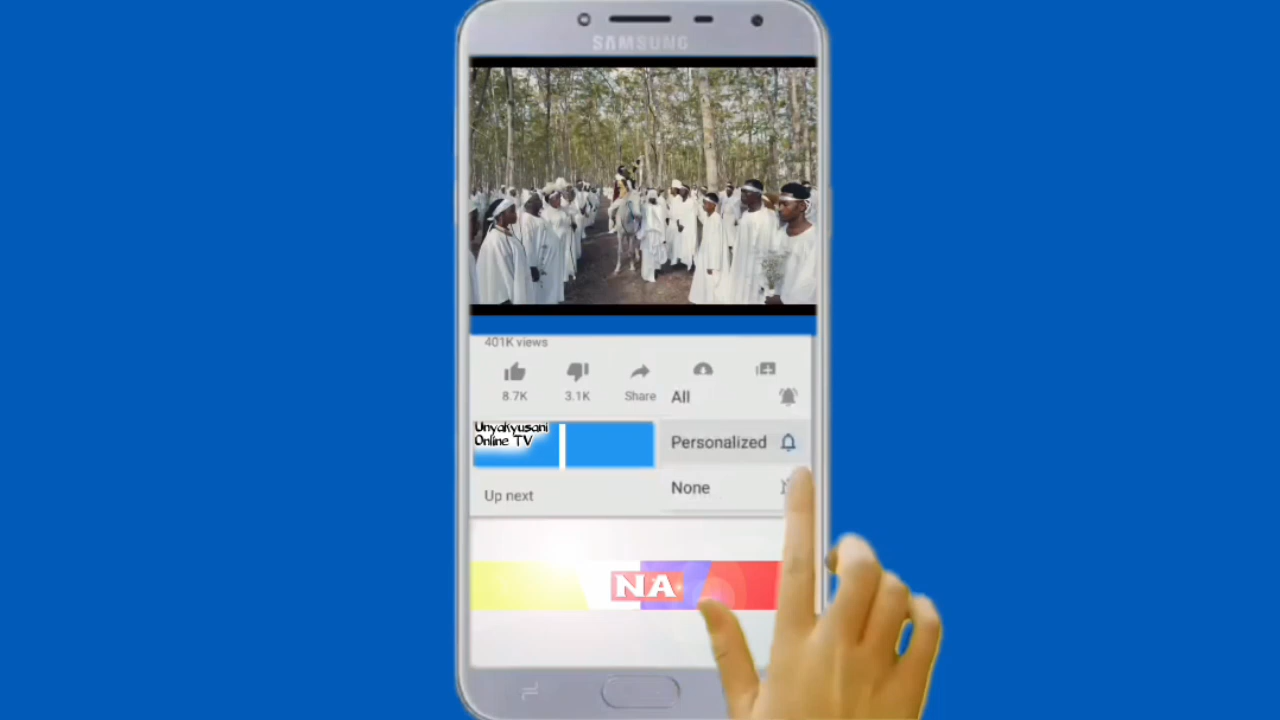 SAMSUNG
401K views
8.7K
3.1K
Share
All
Unyakyusani
Online TV
Personalized
Up next
None
NA